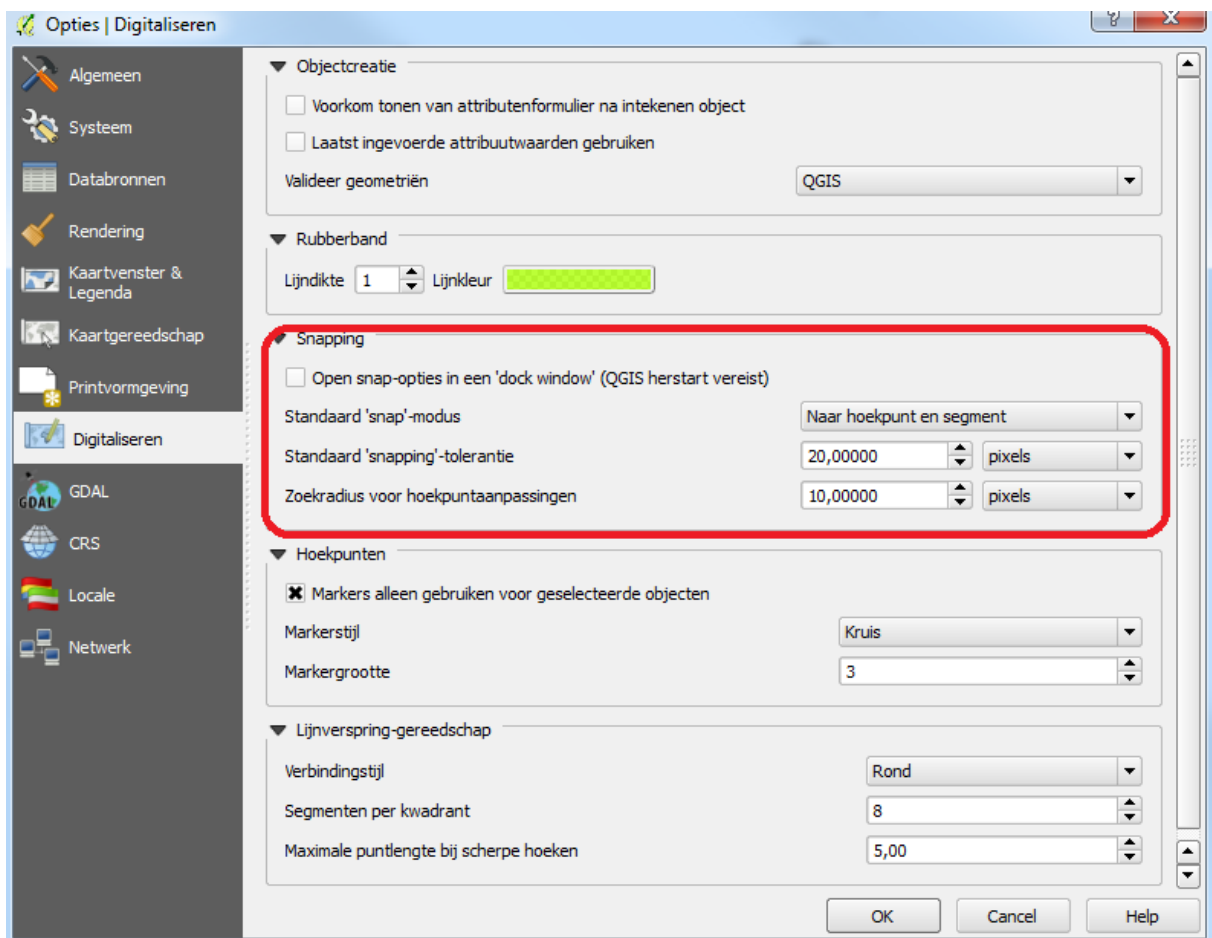 Opties | Digitaliseren
Algemeen
Systeem
Databronnen
Rendering
Kaartvenster &
Legenda
Kaartgereedschap
Printvormgeving
Digitaliseren
GDAL
GDAL
CRS
Locale
Netwerk
Objectcreatie
Voorkom tonen van attributenformulier na intekenen object
Laatst ingevoerde attribuutwaarden gebruiken
Valideer geometriën QGIS
Rubberband
Lijndikte 1 Lijnkleur
Snapping
Open snap-opties in een 'dock window' (QGIS herstart vereist)
Standaard 'snap'-modus Naar hoekpunt en segment
Standaard 'snapping'-tolerantie 20,00000 pixels
Zoekradius voor hoekpuntaanpassingen 10,00000 pixels
Hoekpunten
Markers alleen gebruiken voor geselecteerde objecten
Markerstijl Kruis
Markergrootte 3
Lijnverspring-gereedschap
Verbindingstijl Rond
Segmenten per kwadrant 8
Maximale puntlengte bij scherpe hoeken 5,00
OK Cancel Help